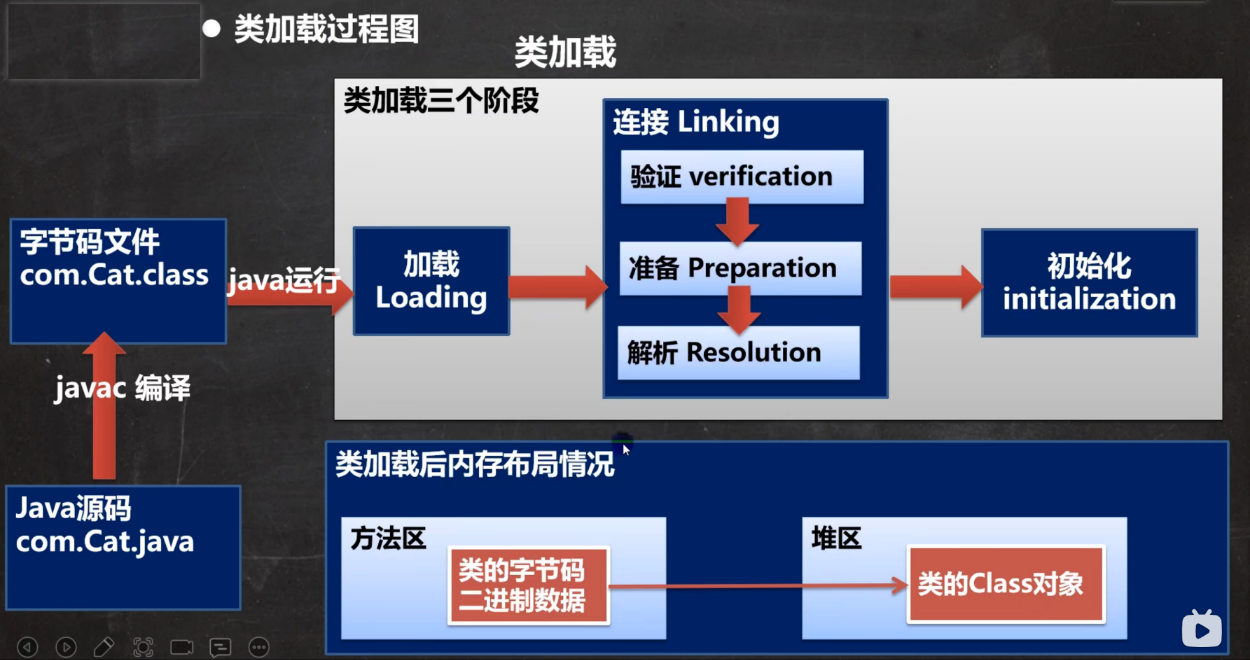 类加载过程图
类加载
类加载三个阶段
连接 Linking
验证 verification
准备 Preparation
解析 Resolution
加载
Loading
初始化
initialization
字节码文件
com.Cat.class
java运行
javac 编译
Java源码
com.Cat.java
类加载后内存布局情况
方法区
类的字节码
二进制数据
堆区
类的Class对象